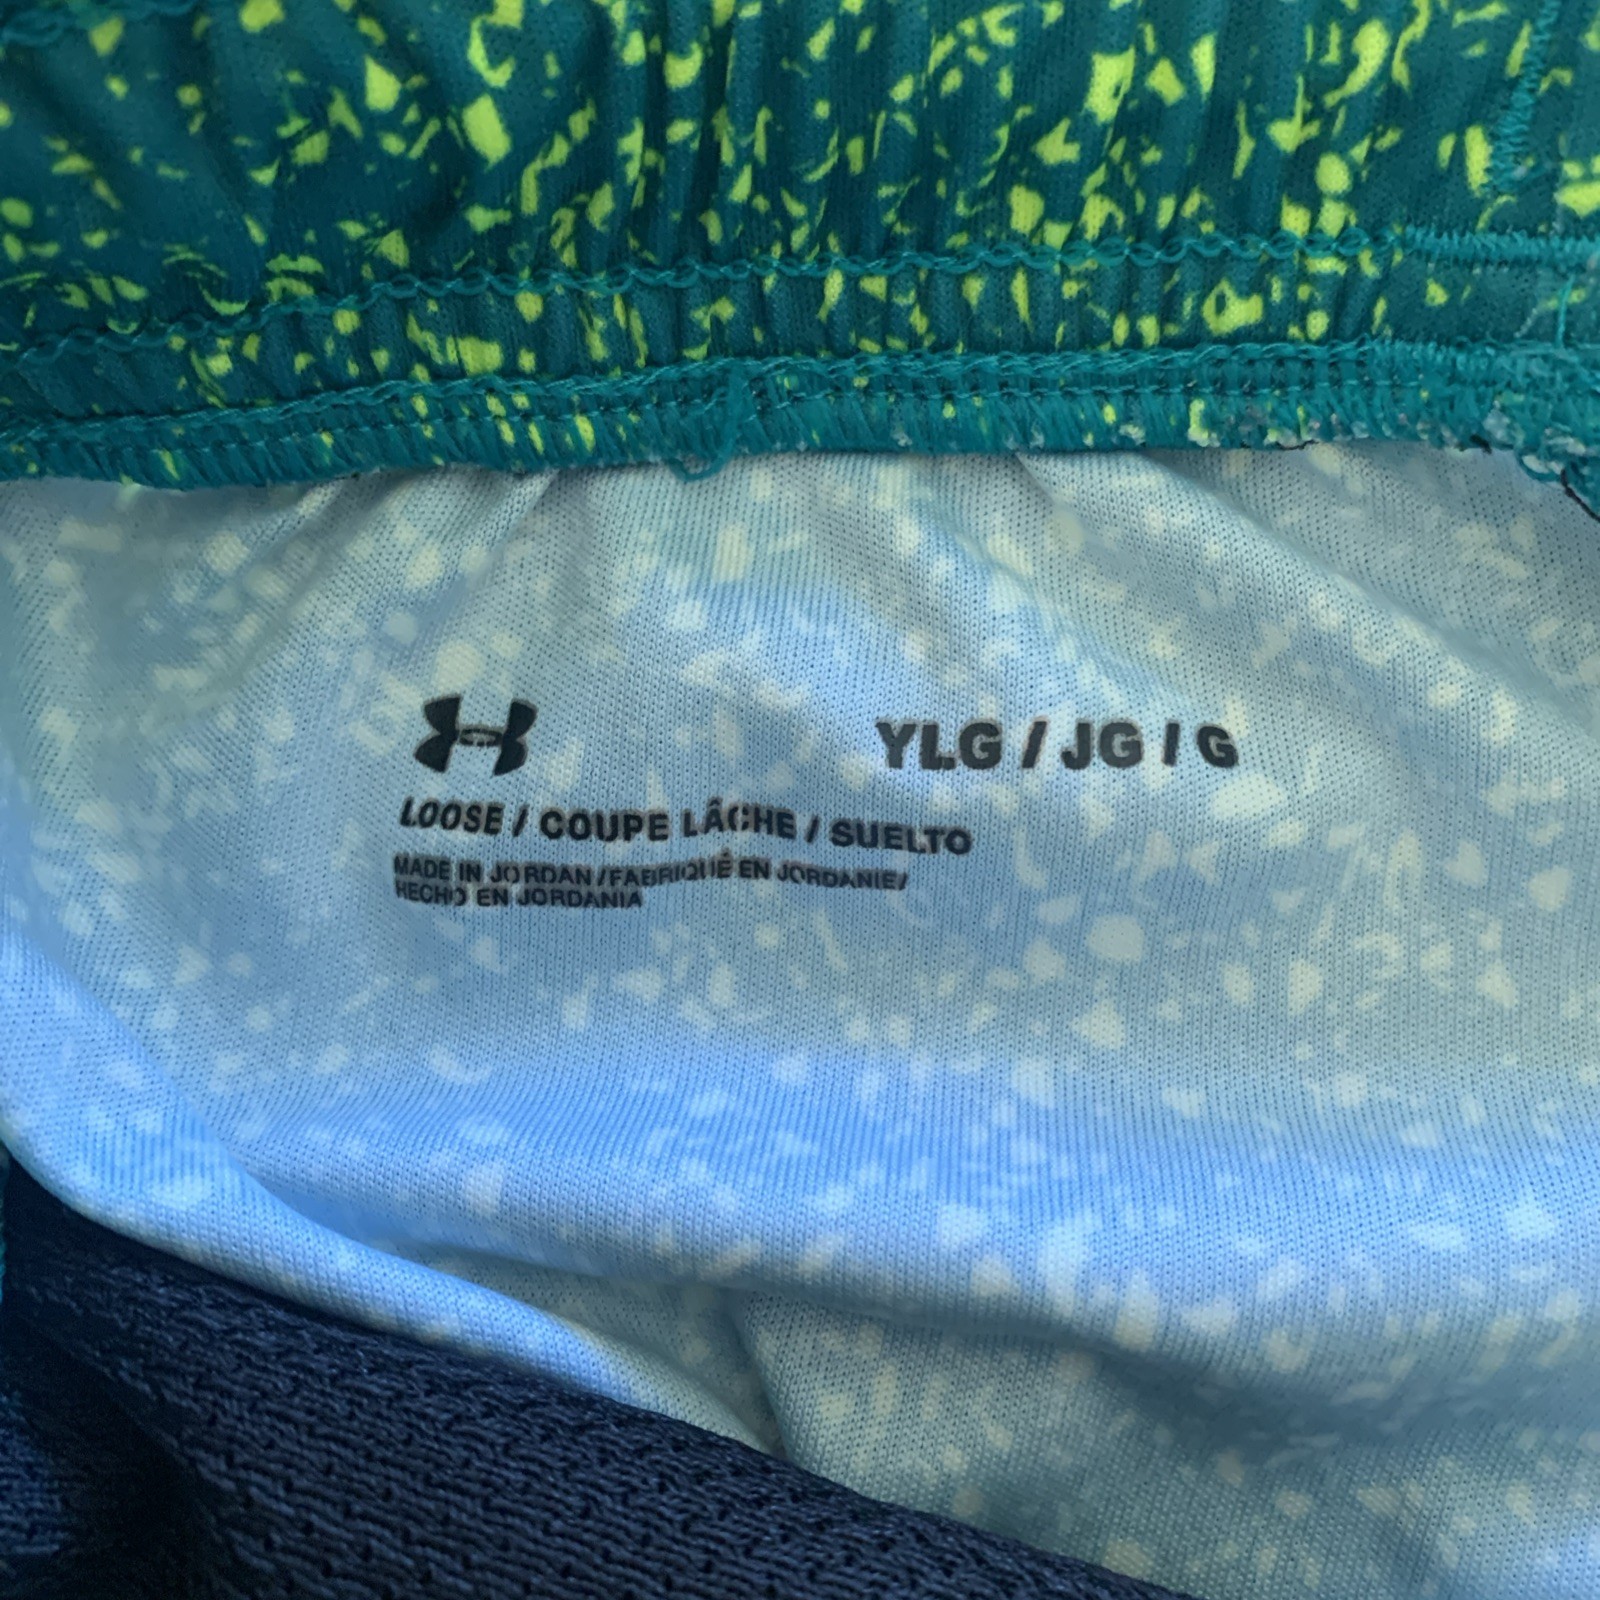 YLG / JG / G
LOOSE / COUPE LÂCHE / SUELTO
MADE IN JORDAN / FABRIQUÉ EN JORDANIE/
HECHO EN JORDANIA